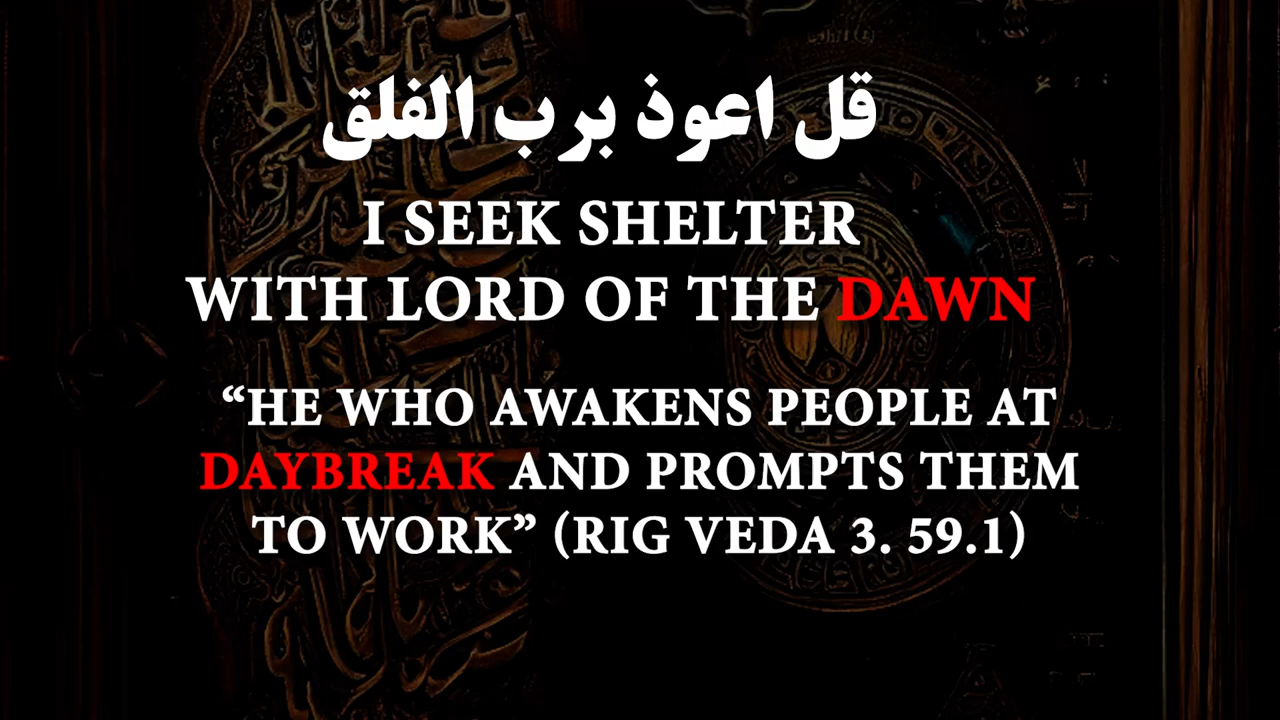 قل اعوذ برب الفلق
I SEEK SHELTER
WITH LORD OF THE DAWN
“HE WHO AWAKENS PEOPLE AT
DAYBREAK AND PROMPTS THEM
TO WORK” (RIG VEDA 3. 59.1)